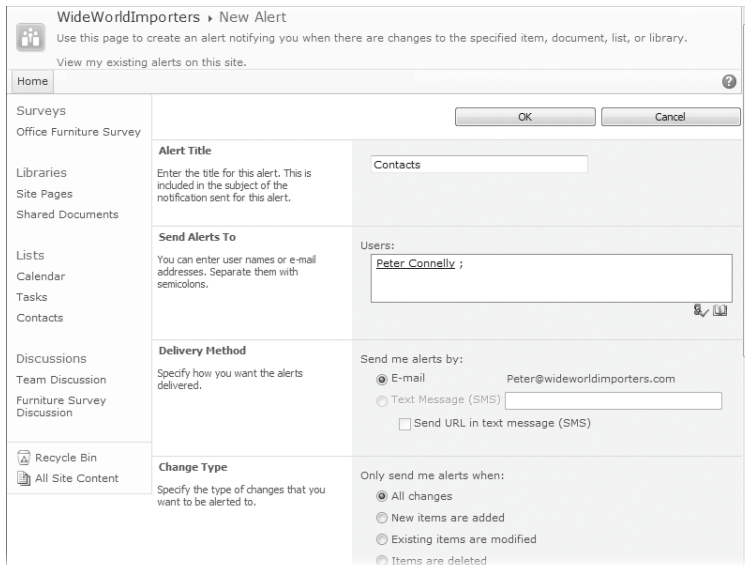 WideWorldImporters ▸ New Alert
Use this page to create an alert notifying you when there are changes to the specified item, document, list, or library.
View my existing alerts on this site.
Home
?
Surveys
Office Furniture Survey
Libraries
Site Pages
Shared Documents
Lists
Calendar
Tasks
Contacts
Discussions
Team Discussion
Furniture Survey
Discussion
Recycle Bin
All Site Content
OK
Cancel
Alert Title
Enter the title for this alert. This is
included in the subject of the
notification sent for this alert.
Contacts
Send Alerts To
You can enter user names or e-mail
addresses. Separate them with
semicolons.
Users:
Peter Connelly ;
Delivery Method
Specify how you want the alerts
delivered.
Send me alerts by:
E-mail
Peter@wideworldimporters.com
Text Message (SMS)
Send URL in text message (SMS)
Change Type
Specify the type of changes that you
want to be alerted to.
Only send me alerts when:
All changes
New items are added
Existing items are modified
Items are deleted